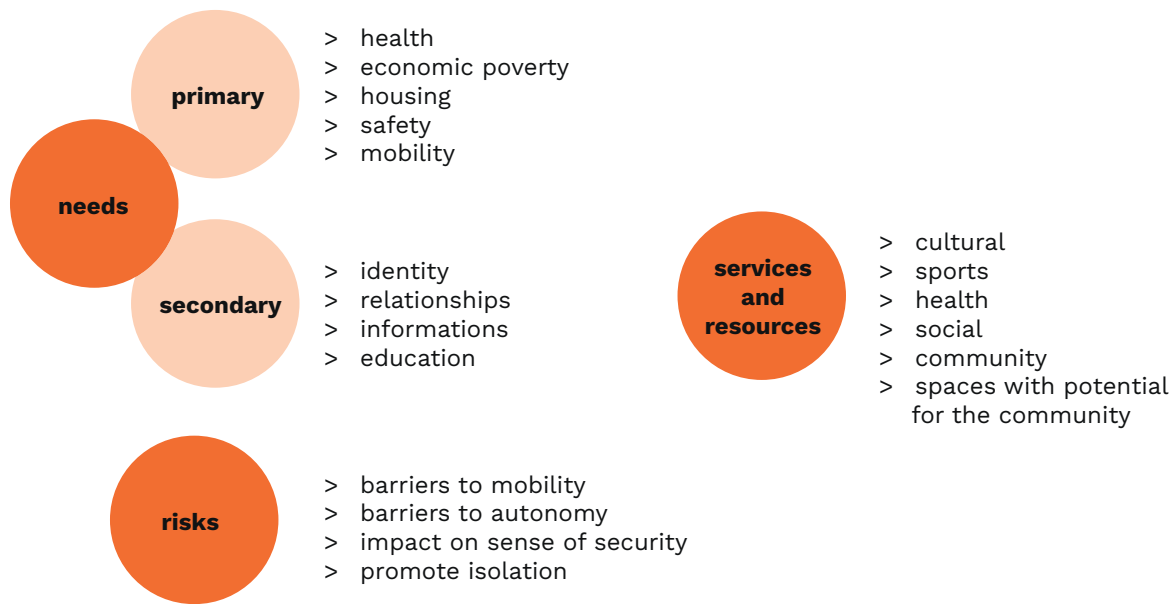 needs
primary
> health
> economic poverty
> housing
> safety
> mobility
secondary
> identity
> relationships
> informations
> education
risks
> barriers to mobility
> barriers to autonomy
> impact on sense of security
> promote isolation
services
and
resources
> cultural
> sports
> health
> social
> community
> spaces with potential
for the community